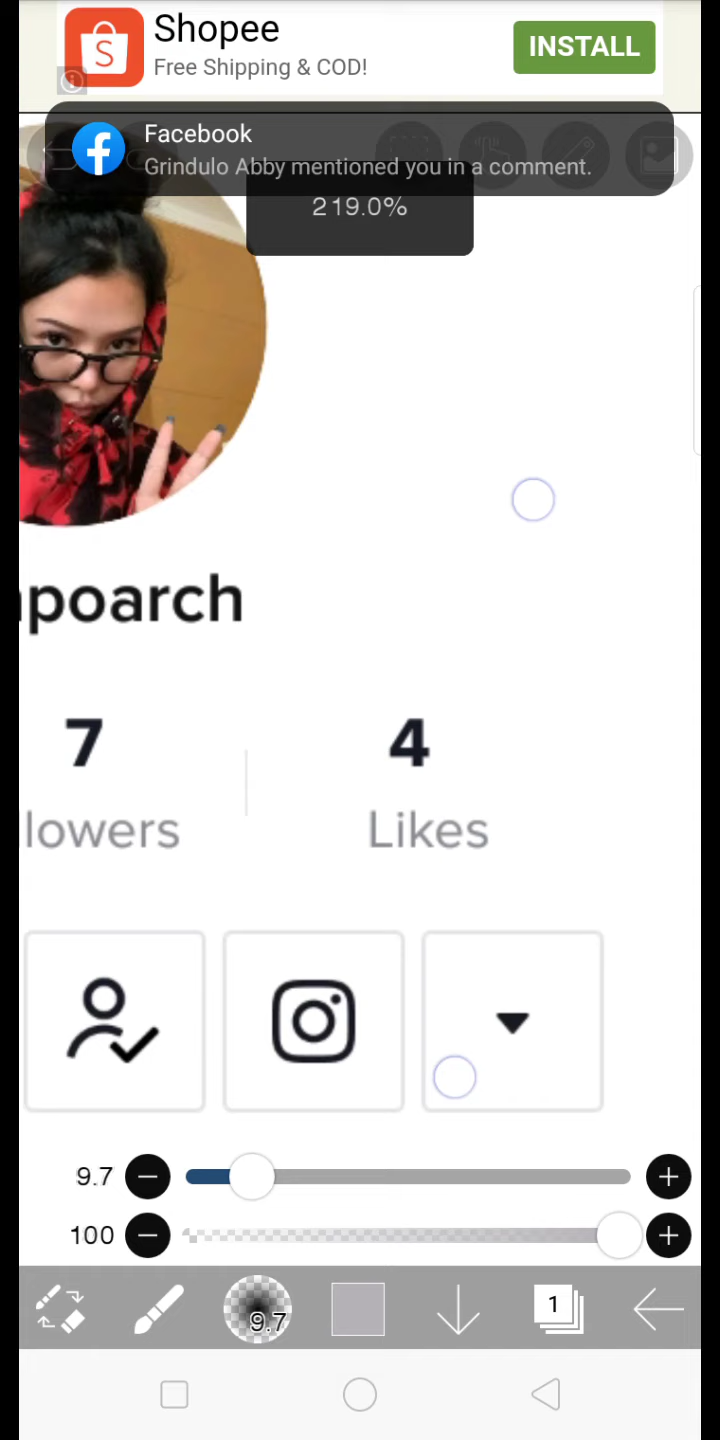 Shopee
Free Shipping & COD!
INSTALL
Facebook
Grindulo Abby mentioned you in a comment.
219.0%
poarch
7
4
lowers
Likes
9.7
100
9.7
1